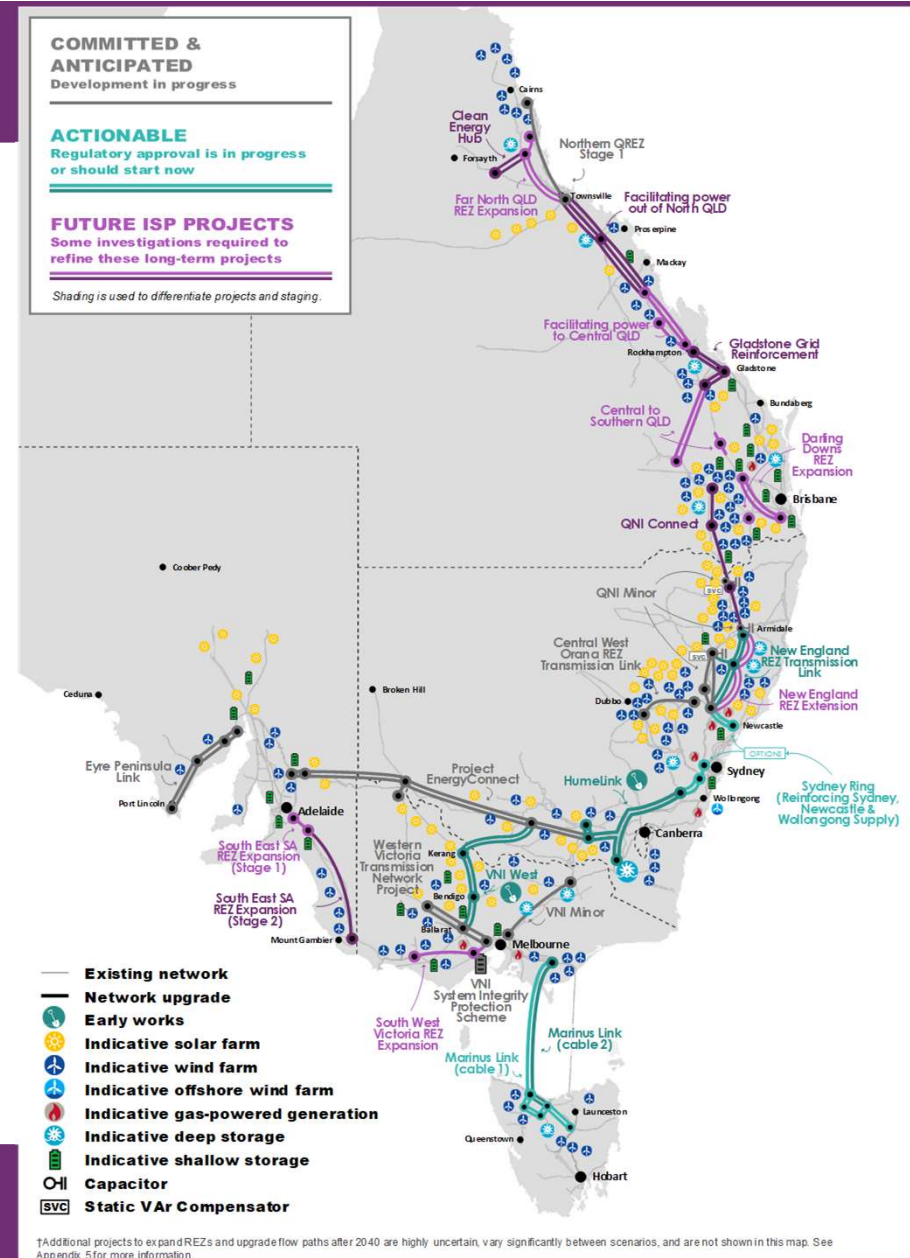 COMMITTED &
ANTICIPATED
Development in progress
ACTIONABLE
Regulatory approval is in progress
or should start now
FUTURE ISP PROJECTS
Some investigations required to
refine these long-term projects
Shading is used to differentiate projects and staging.
Cairns
Clean
Energy
Hub
Forsayth
Northern QREZ
Stage 1
Far North QLD
REZ Expansion
Townsville
Facilitating power
out of North QLD
Proserpine
Mackay
Facilitating power
to Central QLD
Rockhampton
Gladstone Grid
Reinforcement
Gladstone
Bundaberg
Central to
Southern QLD
Darling
Downs
REZ
Expansion
Brisbane
QNI Connect
Coober Pedy
QNI Minor
SVC
Armidale
Central West
Orana REZ
Transmission Link
SVC
New England
REZ Transmission
Link
Ceduna
Broken Hill
Dubbo
New England
REZ Extension
Newcastle
OPTIONS
Eyre Peninsula
Link
Port Lincoln
Project
EnergyConnect
HumeLink
Sydney
Sydney Ring
(Reinforcing Sydney,
Newcastle &
Wollongong Supply)
Wollongong
Adelaide
Canberra
South East SA
REZ Expansion
(Stage 1)
Western
Victoria
Transmission
Network
Project
Kerang
VNI West
Bendigo
South East SA
REZ Expansion
(Stage 2)
VNI Minor
Ballarat
Mount Gambier
Melbourne
VNI
System Integrity
Protection
Scheme
South West
Victoria REZ
Expansion
Marinus Link
(cable 2)
Marinus Link
(cable 1)
Launceston
Queenstown
Hobart
Existing network
Network upgrade
Early works
Indicative solar farm
Indicative wind farm
Indicative offshore wind farm
Indicative gas-powered generation
Indicative deep storage
Indicative shallow storage
Capacitor
SVC Static VAr Compensator
†Additional projects to expand REZs and upgrade flow paths after 2040 are highly uncertain, vary significantly between scenarios, and are not shown in this map. See
Appendix 5 for more information